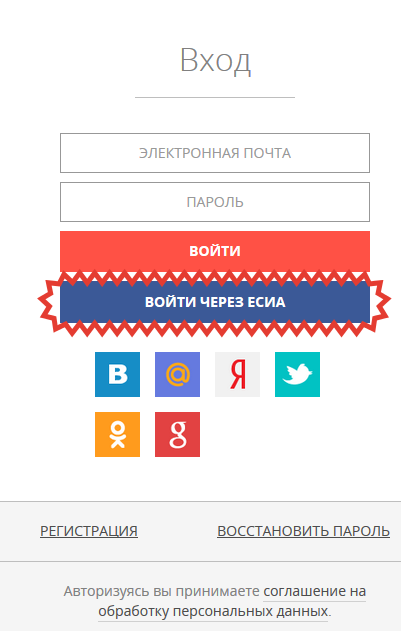 Вход
ЭЛЕКТРОННАЯ ПОЧТА
ПАРОЛЬ
ВОЙТИ
ВОЙТИ ЧЕРЕЗ ЕСИА
В @ Я
g
РЕГИСТРАЦИЯ ВОССТАНОВИТЬ ПАРОЛЬ
Авторизуясь вы принимаете соглашение на
обработку персональных данных.